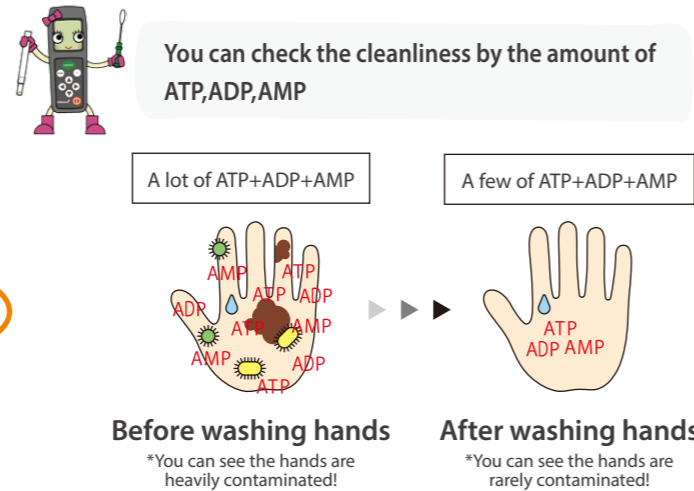 You can check the cleanliness by the amount of
ATP,ADP,AMP
A lot of ATP+ADP+AMP
A few of ATP+ADP+AMP
AMP
ATP
ADP
ATP
ADP
ATP
AMP
AMP
ADP
ATP
ATP
ADP AMP
Before washing hands
*You can see the hands are
heavily contaminated!
After washing hands
*You can see the hands are
rarely contaminated!